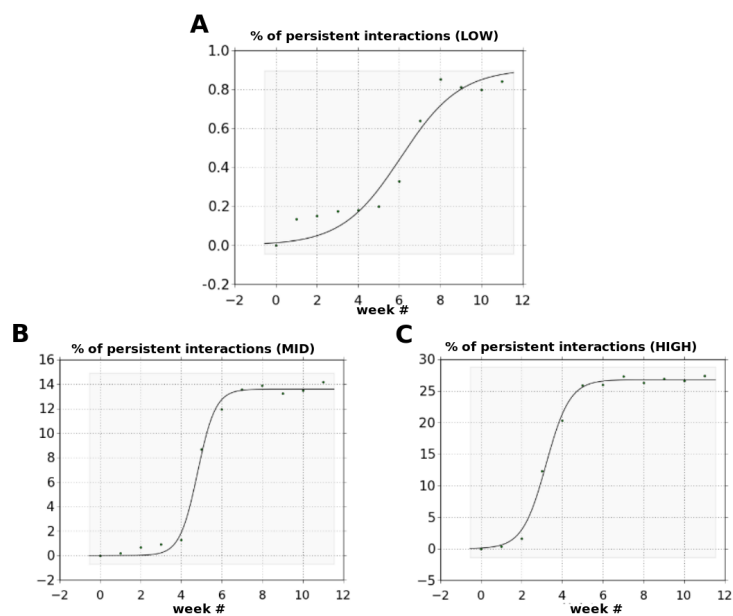 A
% of persistent interactions (LOW)
1.0
0.8
0.6
0.4
0.2
0.0
−0.2
−2 0 2 4 6 8 10 12
week #
B
% of persistent interactions (MID)
16
14
12
10
8
6
4
2
0
−2
−2 0 2 4 6 8 10 12
week #
C
% of persistent interactions (HIGH)
30
25
20
15
10
5
0
−5
−2 0 2 4 6 8 10 12
week #